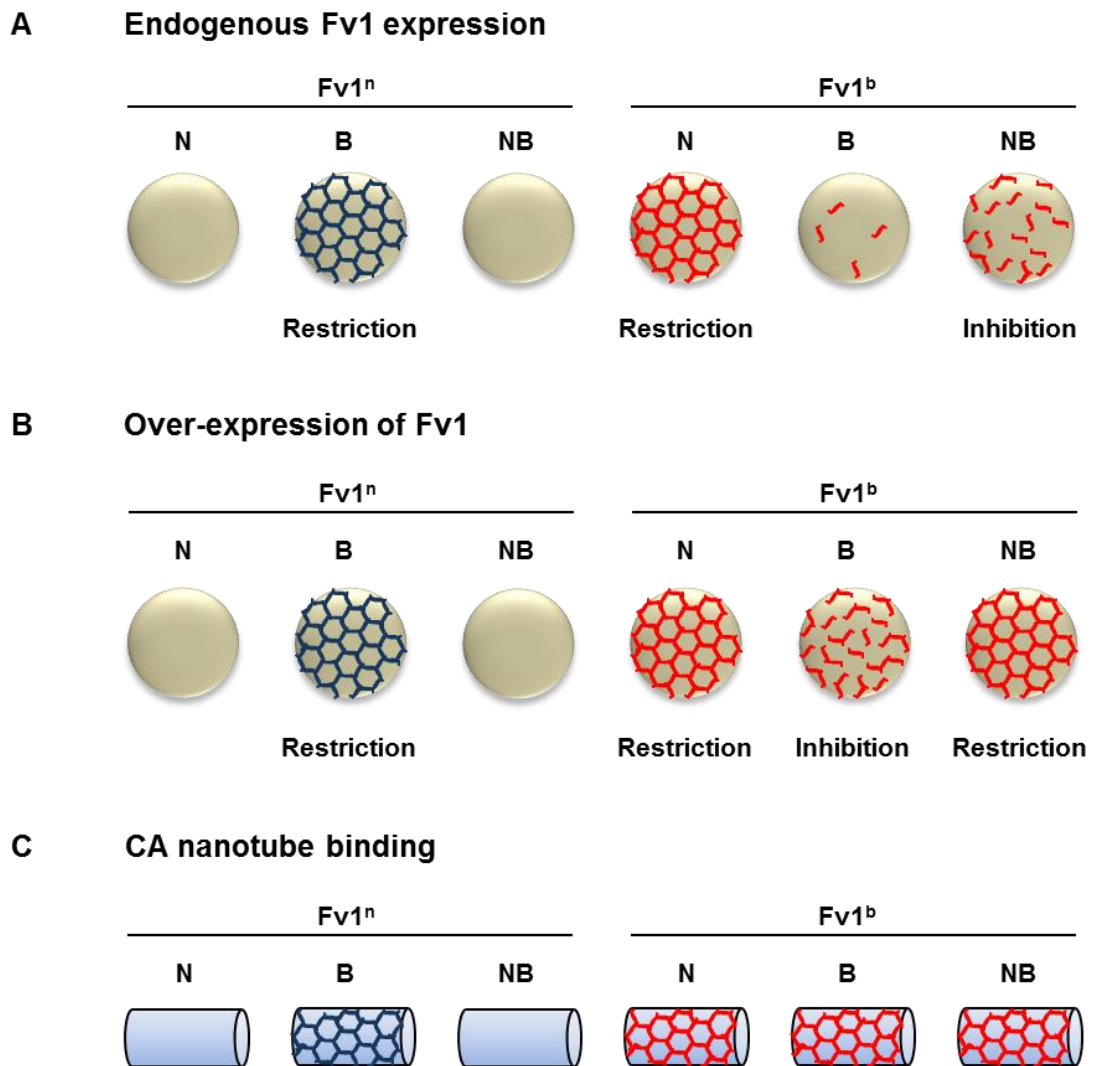 A Endogenous Fv1 expression
Fv1ⁿ Fv1ᵇ
N B NB N B NB
Restriction Restriction Inhibition
B Over-expression of Fv1
Fv1ⁿ Fv1ᵇ
N B NB N B NB
Restriction Restriction Inhibition Restriction
C CA nanotube binding
Fv1ⁿ Fv1ᵇ
N B NB N B NB